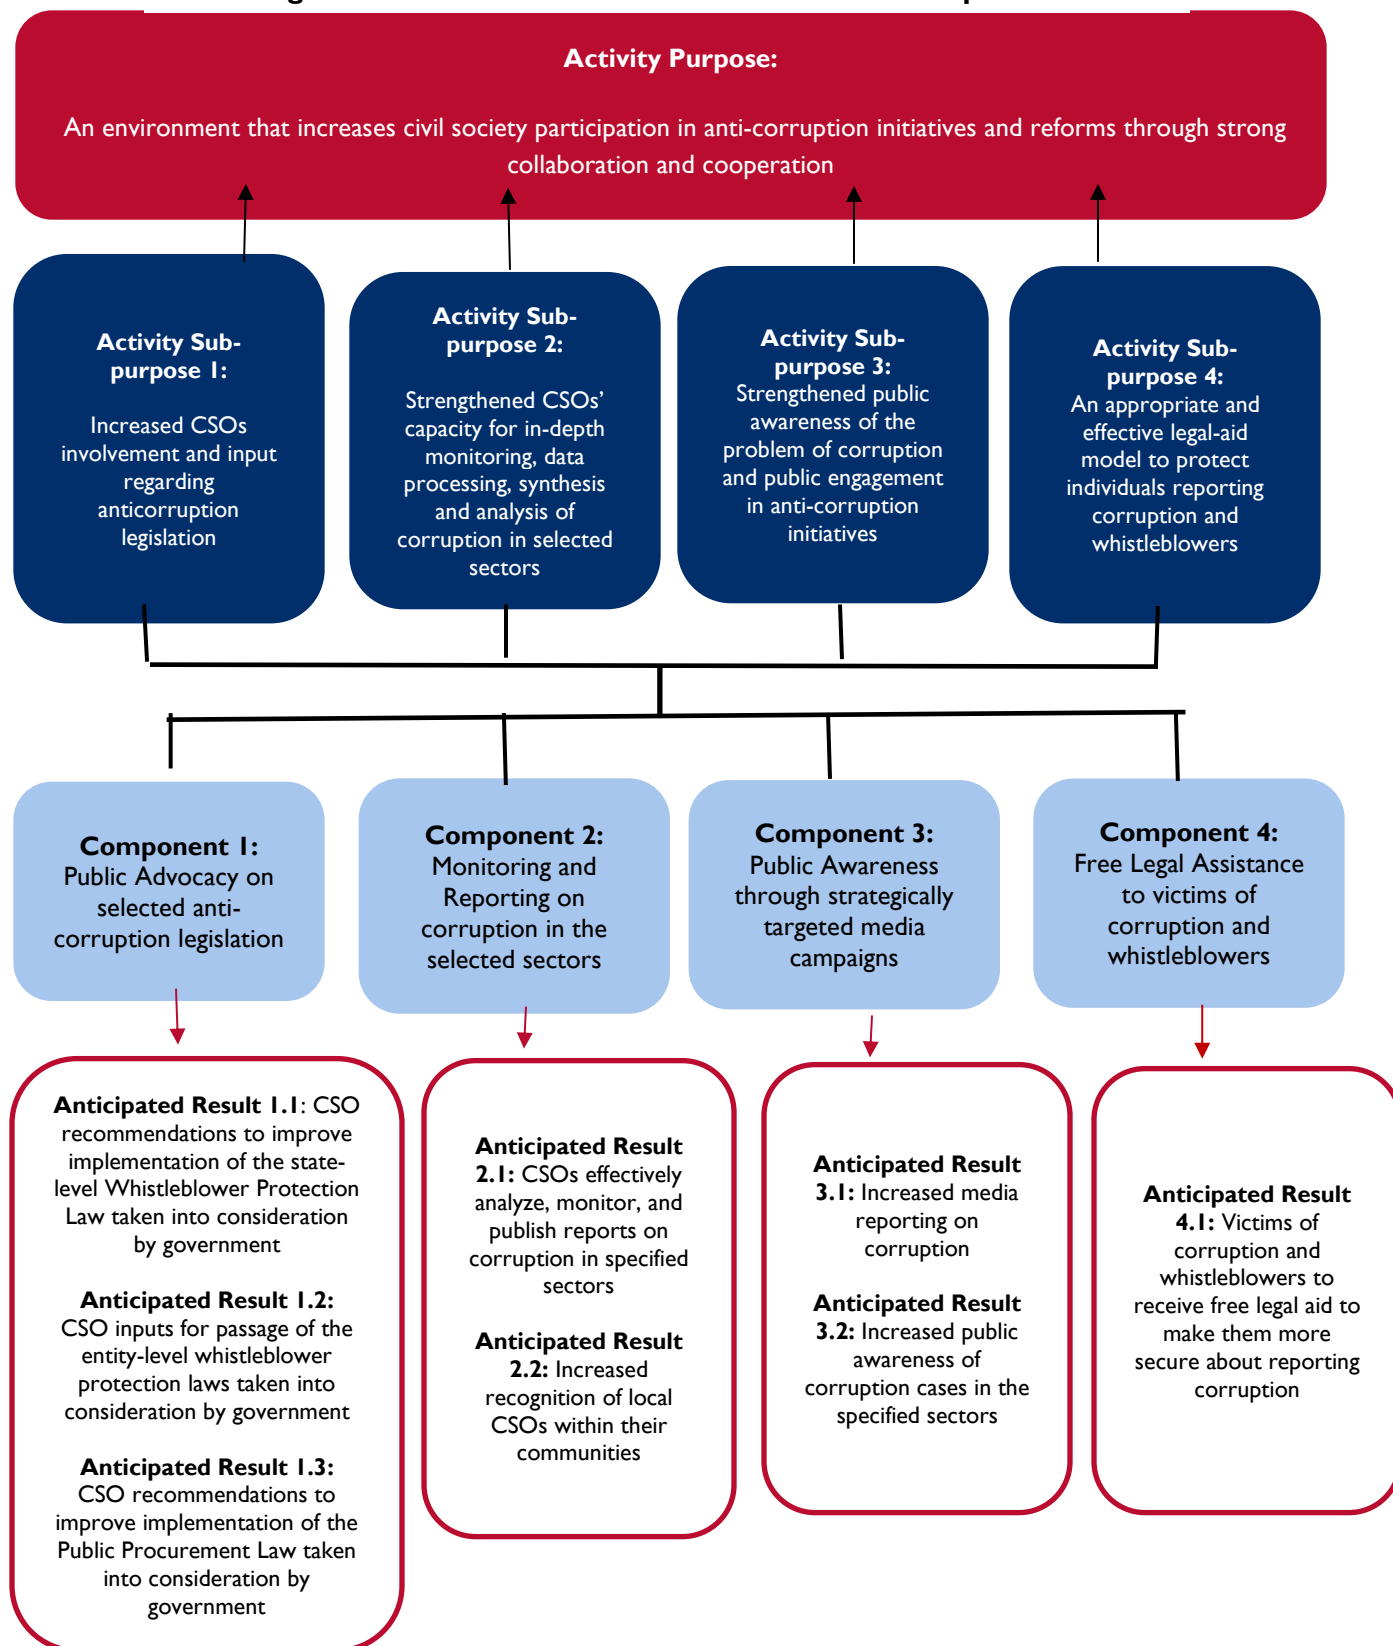 Activity Purpose:
An environment that increases civil society participation in anti-corruption initiatives and reforms through strong
collaboration and cooperation
Activity Sub-
purpose 1:
Increased CSOs
involvement and input
regarding
anticorruption
legislation
Activity Sub-
purpose 2:
Strengthened CSOs’
capacity for in-depth
monitoring, data
processing, synthesis
and analysis of
corruption in selected
sectors
Activity Sub-
purpose 3:
Strengthened public
awareness of the
problem of corruption
and public engagement
in anti-corruption
initiatives
Activity Sub-
purpose 4:
An appropriate and
effective legal-aid
model to protect
individuals reporting
corruption and
whistleblowers
Component 1:
Public Advocacy on
selected anti-
corruption legislation
Component 2:
Monitoring and
Reporting on
corruption in the
selected sectors
Component 3:
Public Awareness
through strategically
targeted media
campaigns
Component 4:
Free Legal Assistance
to victims of
corruption and
whistleblowers
Anticipated Result 1.1: CSO
recommendations to improve
implementation of the state-
level Whistleblower Protection
Law taken into consideration
by government
Anticipated Result 1.2:
CSO inputs for passage of the
entity-level whistleblower
protection laws taken into
consideration by government
Anticipated Result 1.3:
CSO recommendations to
improve implementation of the
Public Procurement Law taken
into consideration by
government
Anticipated Result
2.1: CSOs effectively
analyze, monitor, and
publish reports on
corruption in specified
sectors
Anticipated Result
2.2: Increased
recognition of local
CSOs within their
communities
Anticipated Result
3.1: Increased media
reporting on
corruption
Anticipated Result
3.2: Increased public
awareness of
corruption cases in the
specified sectors
Anticipated Result
4.1: Victims of
corruption and
whistleblowers to
receive free legal aid to
make them more
secure about reporting
corruption